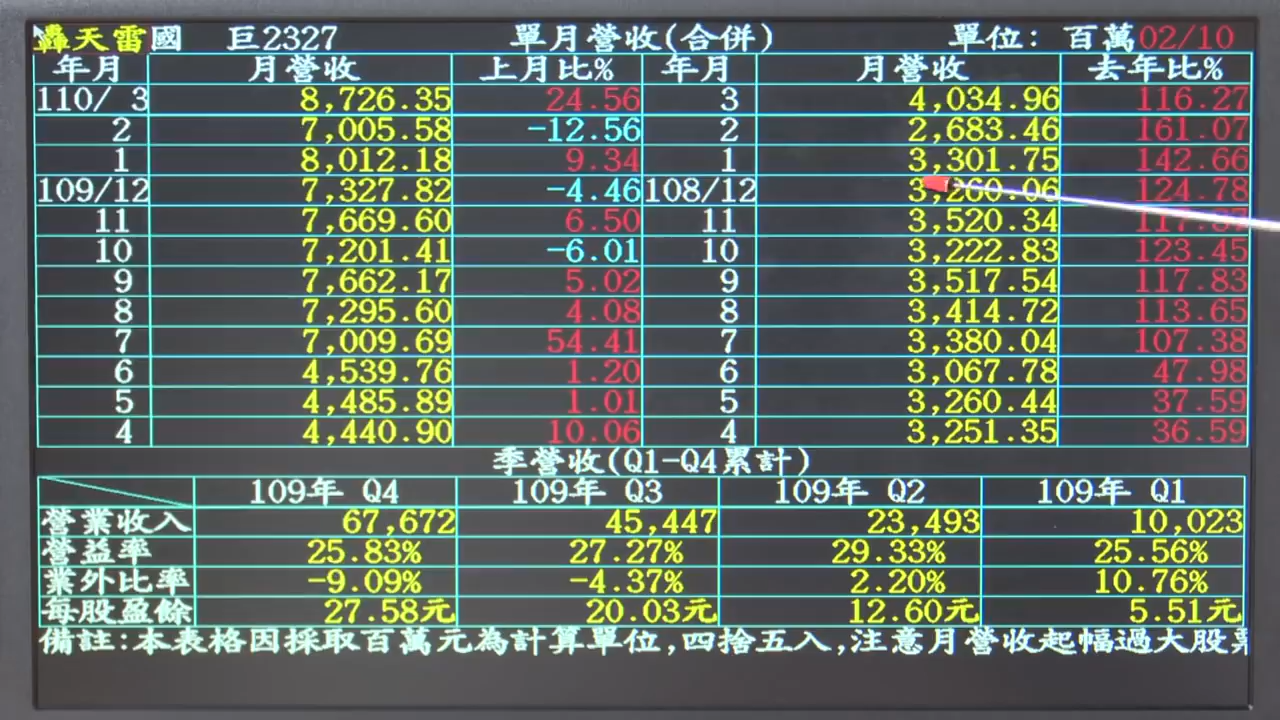 轟天雷國 巨2327 單月營收(合併) 單位: 百萬02/10
年月 月營收 上月比% 年月 月營收 去年比%
110/ 3 8,726.35 24.56 3 4,034.96 116.27
2 7,005.58 -12.56 2 2,683.46 161.07
1 8,012.18 9.34 1 3,301.75 142.66
109/12 7,327.82 -4.46 108/12 3,260.06 124.78
11 7,669.60 6.50 11 3,520.34
10 7,201.41 -6.01 10 3,222.83 123.45
9 7,662.17 5.02 9 3,517.54 117.83
8 7,295.60 4.08 8 3,414.72 113.65
7 7,009.69 54.41 7 3,380.04 107.38
6 4,539.76 1.20 6 3,067.78 47.98
5 4,485.89 1.01 5 3,260.44 37.59
4 4,440.90 10.06 4 3,251.35 36.59
季營收(Q1-Q4累計)
109年 Q4 109年 Q3 109年 Q2 109年 Q1
營業收入 67,672 45,447 23,493 10,023
營益率 25.83% 27.27% 29.33% 25.56%
業外比率 -9.09% -4.37% 2.20% 10.76%
每股盈餘 27.58元 20.03元 12.60元 5.51元
備註:本表格因採取百萬元為計算單位,四捨五入,注意月營收起幅過大股票